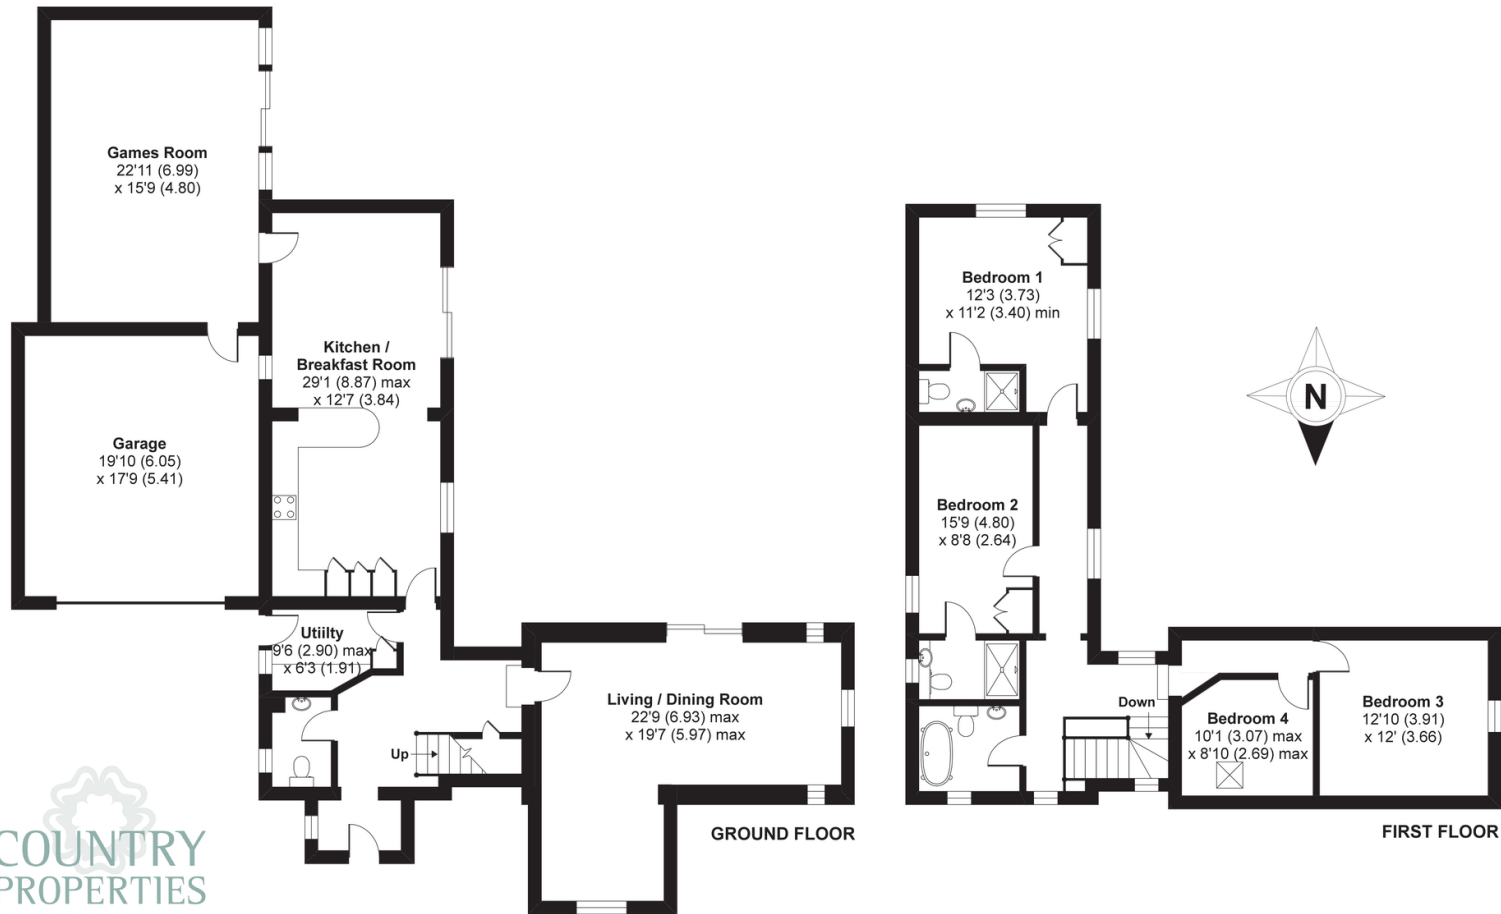 Games Room
22'11 (6.99)
x 15'9 (4.80)
Kitchen /
Breakfast Room
29'1 (8.87) max
x 12'7 (3.84)
Garage
19'10 (6.05)
x 17'9 (5.41)
Utiilty
9'6 (2.90) max
x 6'3 (1.91)
Up
Living / Dining Room
22'9 (6.93) max
x 19'7 (5.97) max
GROUND FLOOR
COUNTRY
PROPERTIES
Bedroom 1
12'3 (3.73)
x 11'2 (3.40) min
N
Bedroom 2
15'9 (4.80)
x 8'8 (2.64)
Down
Bedroom 4
10'1 (3.07) max
x 8'10 (2.69) max
Bedroom 3
12'10 (3.91)
x 12' (3.66)
FIRST FLOOR